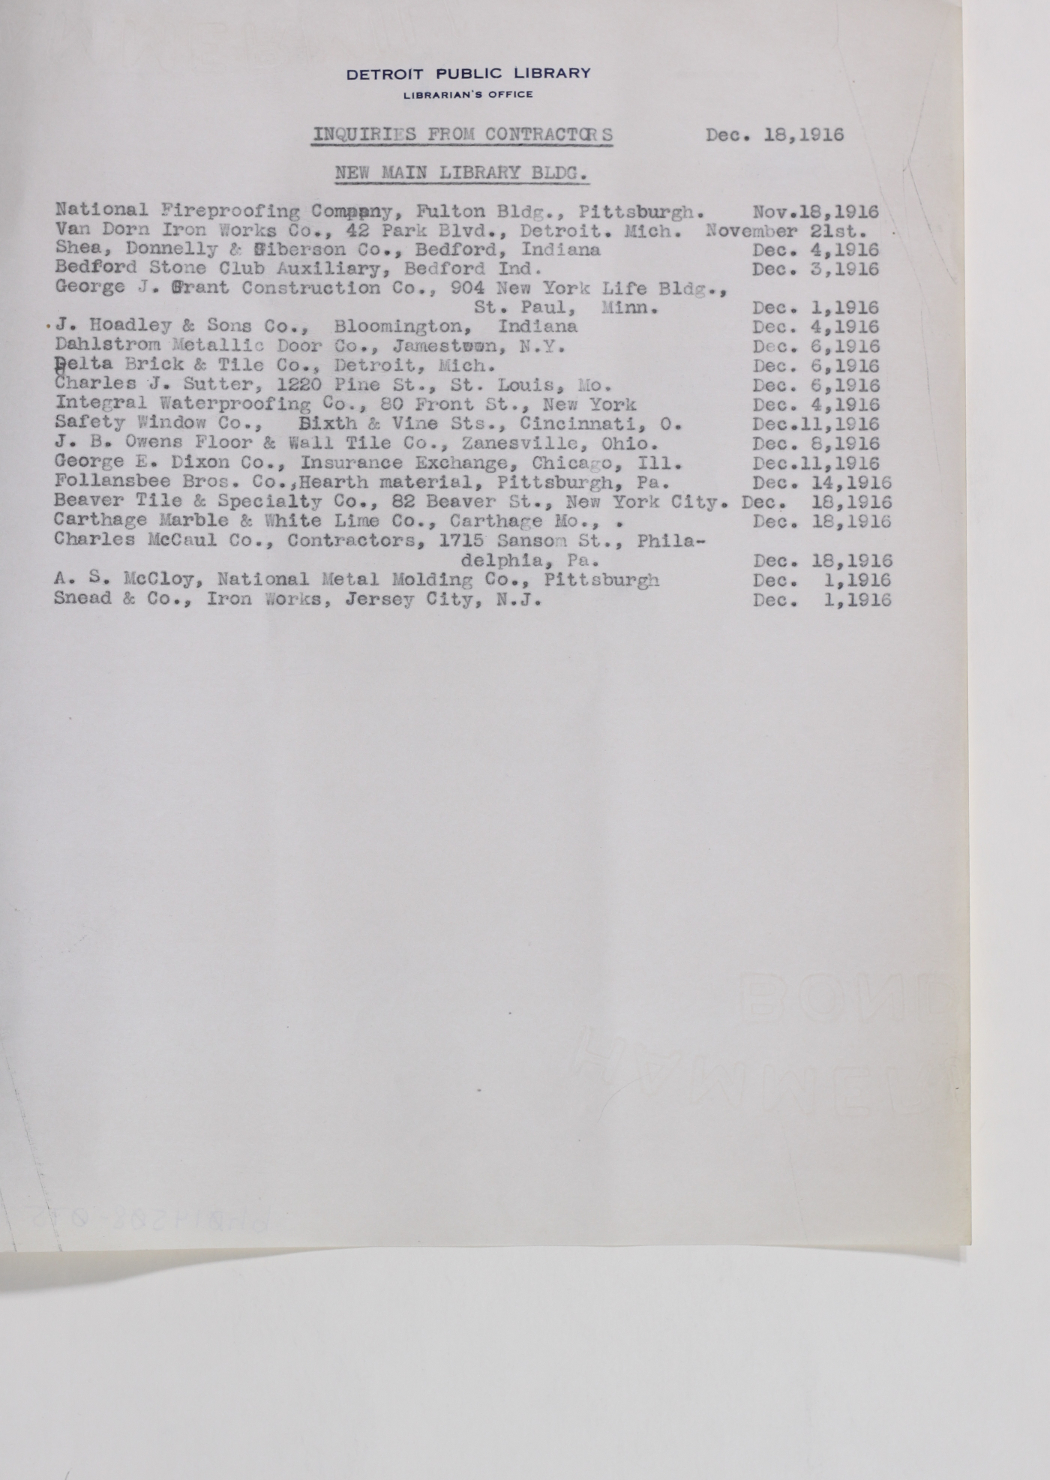 DETROIT PUBLIC LIBRARY
LIBRARIAN'S OFFICE
INQUIRIES FROM CONTRACTORS Dec. 18,1916
NEW MAIN LIBRARY BLDG.
National Fireproofing Company, Fulton Bldg., Pittsburgh. Nov.18,1916
Van Dorn Iron Works Co., 42 Park Blvd., Detroit. Mich. November 21st.
Shea, Donnelly & Giberson Co., Bedford, Indiana Dec. 4,1916
Bedford Stone Club Auxiliary, Bedford Ind. Dec. 3,1916
George J. Grant Construction Co., 904 New York Life Bldg.,
St. Paul, Minn. Dec. 1,1916
J. Hoadley & Sons Co., Bloomington, Indiana Dec. 4,1916
Dahlstrom Metallic Door Co., Jamestown, N.Y. Dec. 6,1916
Delta Brick & Tile Co., Detroit, Mich. Dec. 6,1916
Charles J. Sutter, 1220 Pine St., St. Louis, Mo. Dec. 6,1916
Integral Waterproofing Co., 80 Front St., New York Dec. 4,1916
Safety Window Co., Sixth & Vine Sts., Cincinnati, O. Dec.11,1916
J. B. Owens Floor & Wall Tile Co., Zanesville, Ohio. Dec. 8,1916
George E. Dixon Co., Insurance Exchange, Chicago, Ill. Dec.11,1916
Follansbee Bros. Co.,Hearth material, Pittsburgh, Pa. Dec. 14,1916
Beaver Tile & Specialty Co., 82 Beaver St., New York City. Dec. 18,1916
Carthage Marble & White Lime Co., Carthage Mo., . Dec. 18,1916
Charles McCaul Co., Contractors, 1715 Sansom St., Phila-
delphia, Pa. Dec. 18,1916
A. S. McCloy, National Metal Molding Co., Pittsburgh Dec. 1,1916
Snead & Co., Iron Works, Jersey City, N.J. Dec. 1,1916
BOND